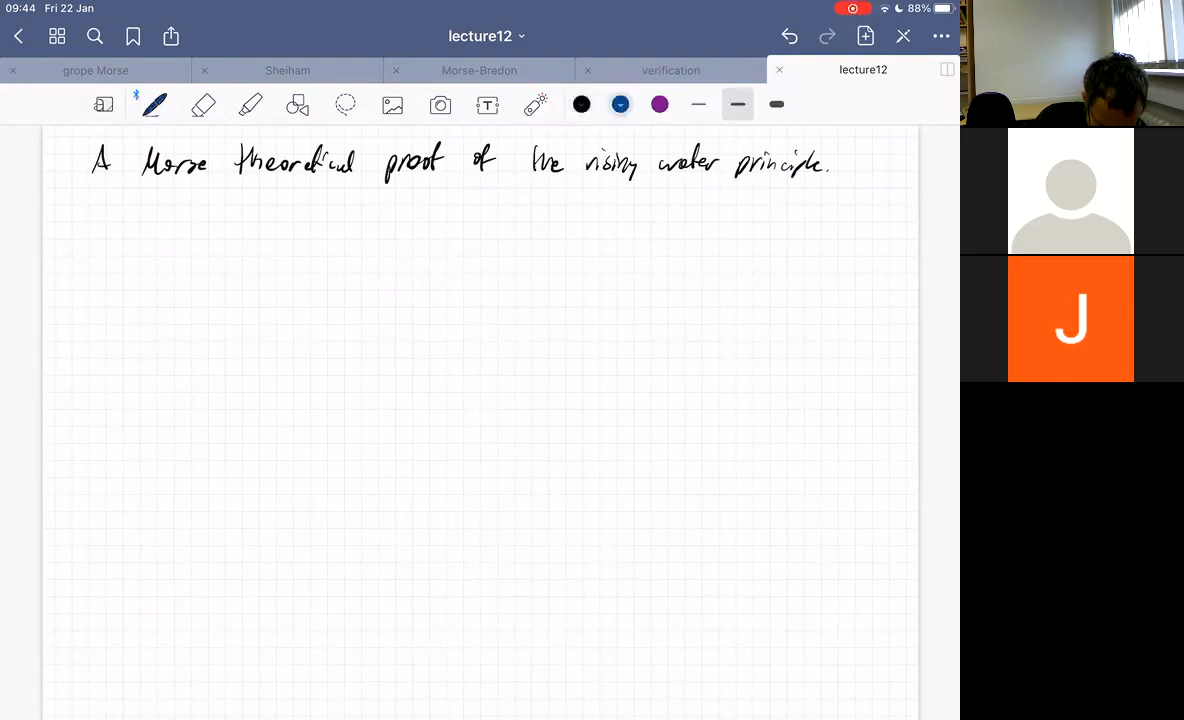 09:44 Fri 22 Jan
88%
lecture12
grope Morse
Sheiham
Morse-Bredon
verification
lecture12
T
A Morse theoretical proof of the rising water principle.
J